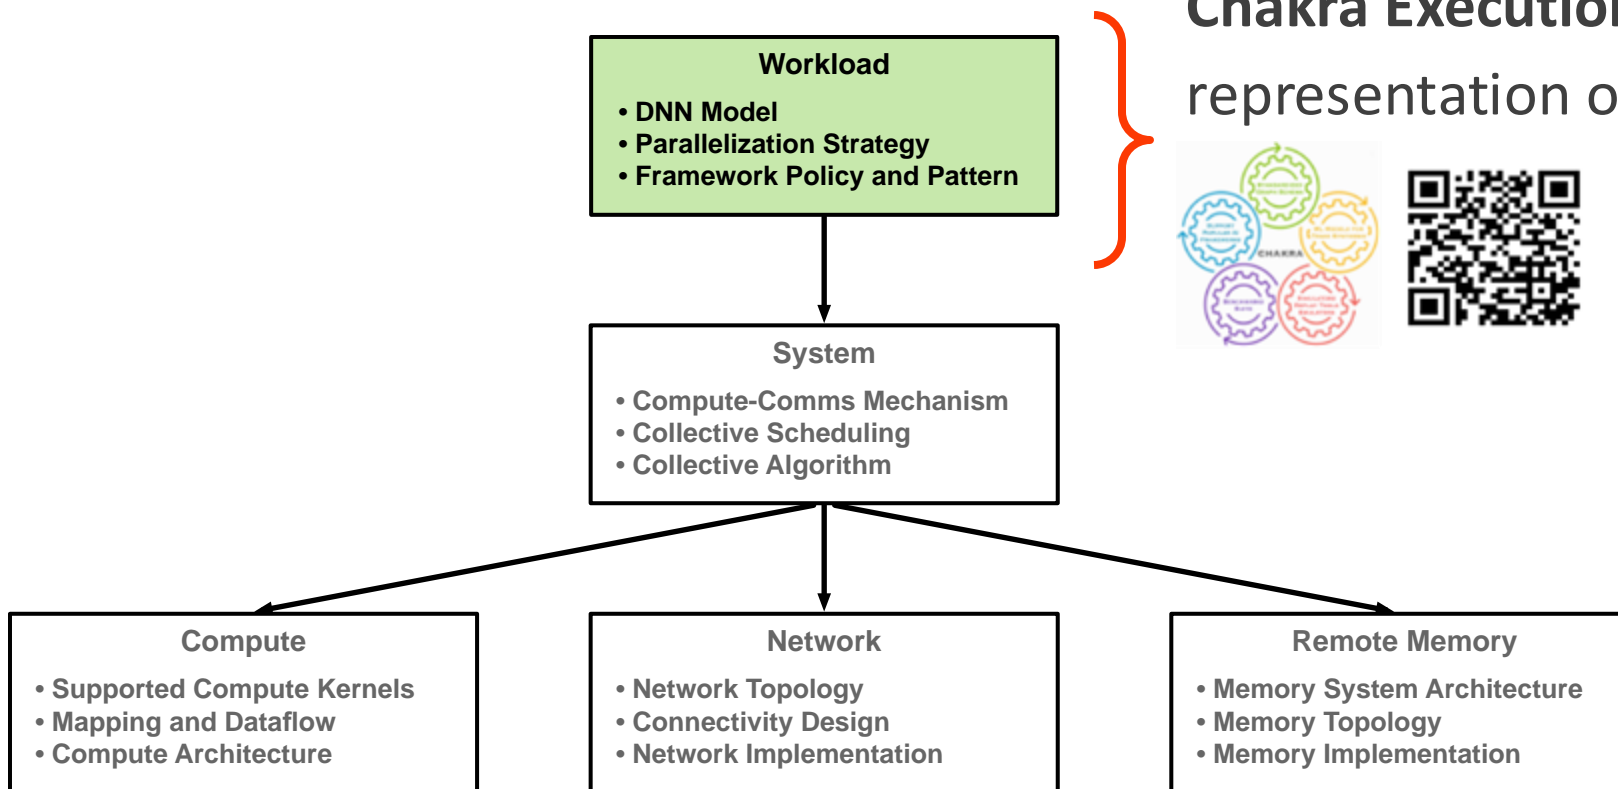 Chakra Execution
representation o
Workload
• DNN Model
• Parallelization Strategy
• Framework Policy and Pattern
CHAKRA
System
• Compute-Comms Mechanism
• Collective Scheduling
• Collective Algorithm
Compute
• Supported Compute Kernels
• Mapping and Dataflow
• Compute Architecture
Network
• Network Topology
• Connectivity Design
• Network Implementation
Remote Memory
• Memory System Architecture
• Memory Topology
• Memory Implementation